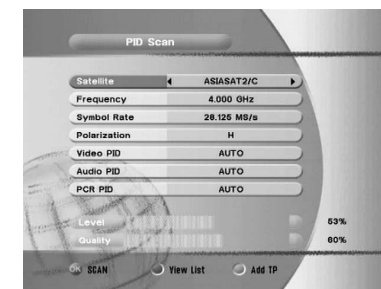 PID Scan
Satellite ASIASAT2/C
Frequency 4.000 GHz
Symbol Rate 28.125 MS/s
Polarization H
Video PID AUTO
Audio PID AUTO
PCR PID AUTO
Level 53%
Quality 60%
OK SCAN View List Add TP